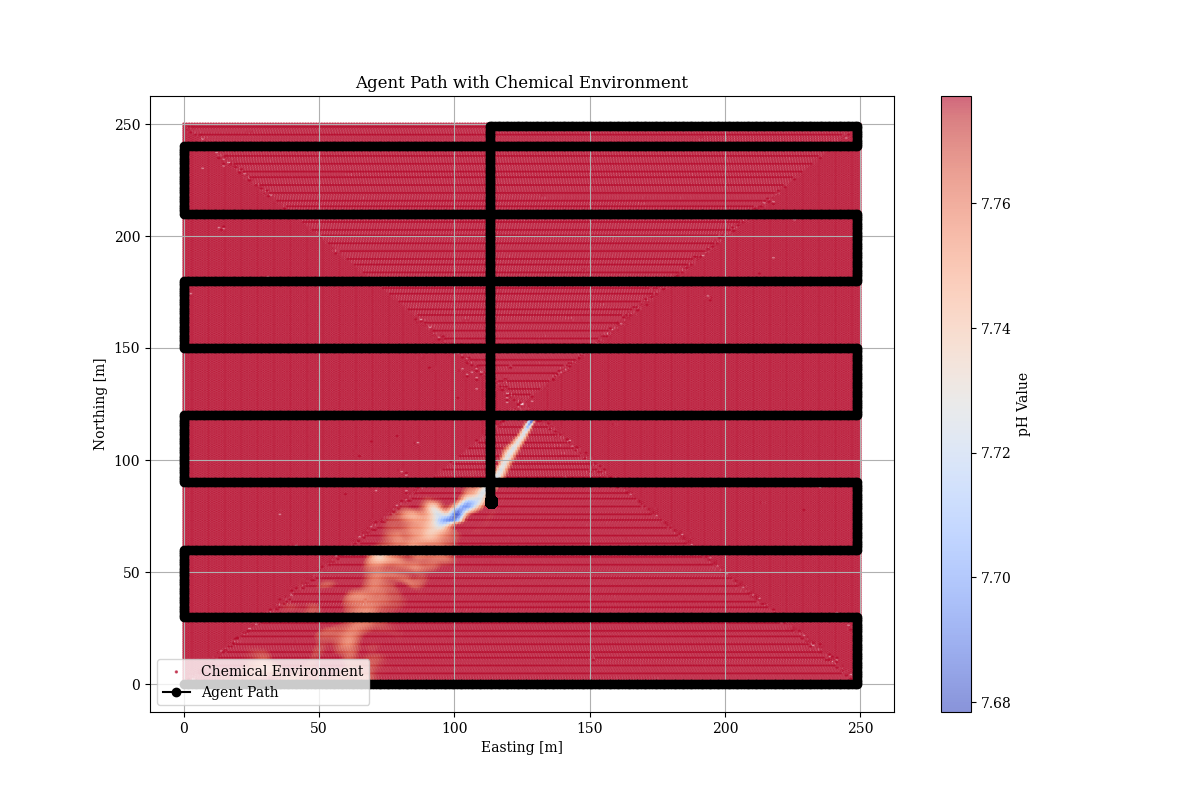 Agent Path with Chemical Environment
250
200
150
100
50
0
Northing [m]
Chemical Environment
Agent Path
0
50
100
150
200
250
Easting [m]
7.76
7.74
7.72
7.70
7.68
pH Value